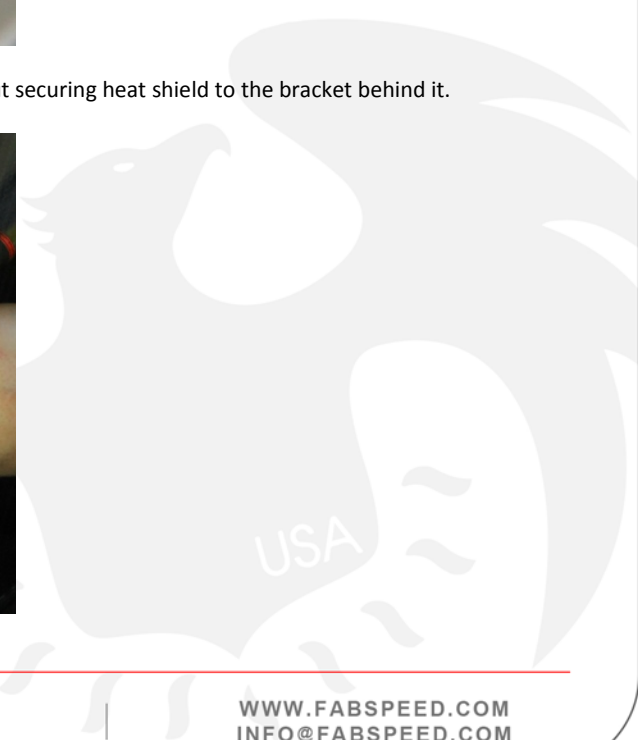 securing heat shield to the bracket behind it.
USA
WWW.FABSPEED.COM
INFO@FABSPEED.COM